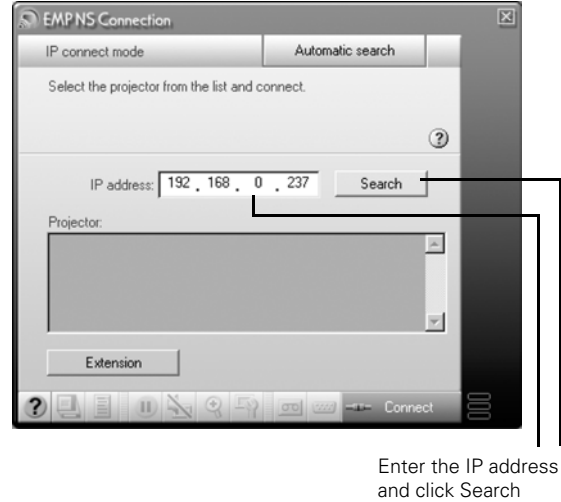 EMP NS Connection
IP connect mode
Automatic search
Select the projector from the list and connect.
?
IP address: 192 . 168 . 0 . 237
Search
Projector:
Extension
? Connect
Enter the IP address
and click Search